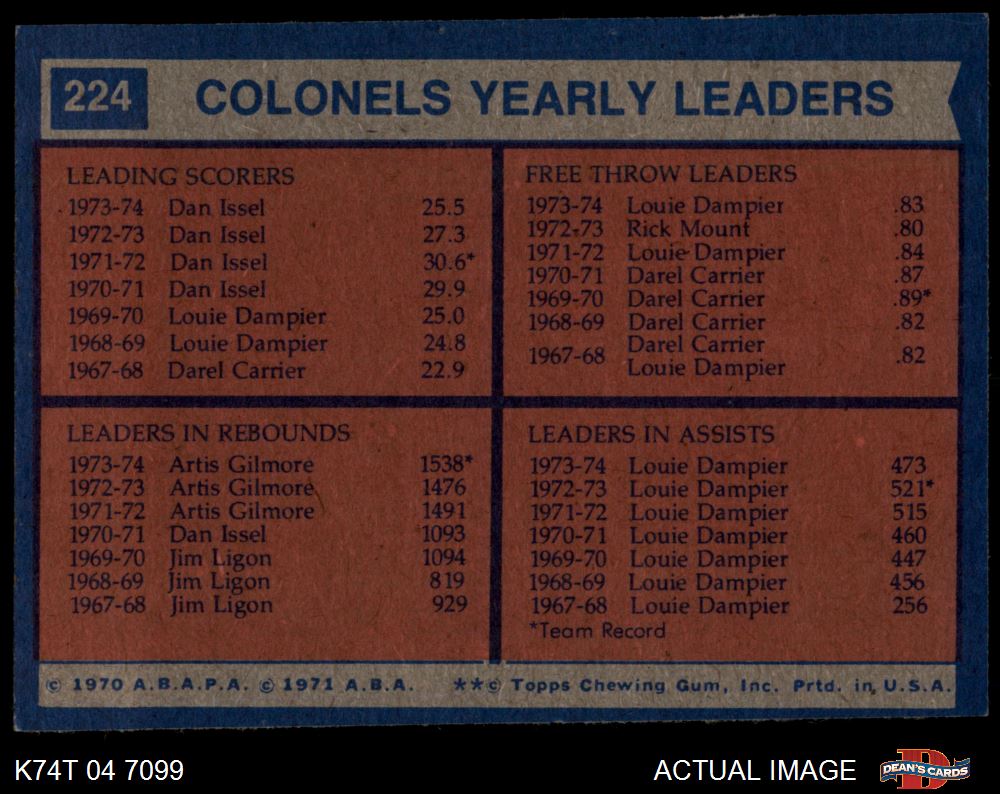 224 COLONELS YEARLY LEADERS
LEADING SCORERS
1973-74 Dan Issel 25.5
1972-73 Dan Issel 27.3
1971-72 Dan Issel 30.6*
1970-71 Dan Issel 29.9
1969-70 Louie Dampier 25.0
1968-69 Louie Dampier 24.8
1967-68 Darel Carrier 22.9
FREE THROW LEADERS
1973-74 Louie Dampier .83
1972-73 Rick Mount .80
1971-72 Louie Dampier .84
1970-71 Darel Carrier .87
1969-70 Darel Carrier .89*
1968-69 Darel Carrier .82
Darel Carrier
1967-68 .82
Louie Dampier
LEADERS IN REBOUNDS
1973-74 Artis Gilmore 1538*
1972-73 Artis Gilmore 1476
1971-72 Artis Gilmore 1491
1970-71 Dan Issel 1093
1969-70 Jim Ligon 1094
1968-69 Jim Ligon 819
1967-68 Jim Ligon 929
LEADERS IN ASSISTS
1973-74 Louie Dampier 473
1972-73 Louie Dampier 521*
1971-72 Louie Dampier 515
1970-71 Louie Dampier 460
1969-70 Louie Dampier 447
1968-69 Louie Dampier 456
1967-68 Louie Dampier 256
*Team Record
© 1970 A.B.A.P.A. © 1971 A.B.A. **© Topps Chewing Gum, Inc. Prtd. in U.S.A.
K74T 04 7099 ACTUAL IMAGE D DEAN'S CARDS